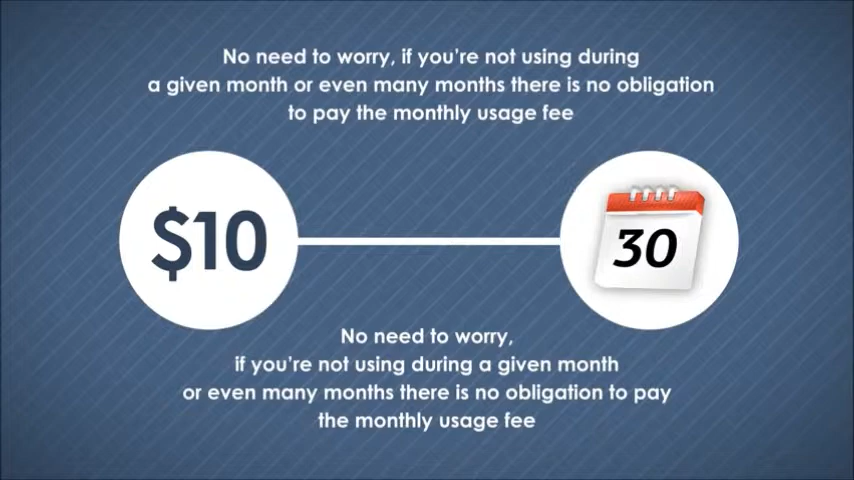 No need to worry, if you're not using during
a given month or even many months there is no obligation
to pay the monthly usage fee
$10
30
No need to worry,
if you're not using during a given month
or even many months there is no obligation to pay
the monthly usage fee